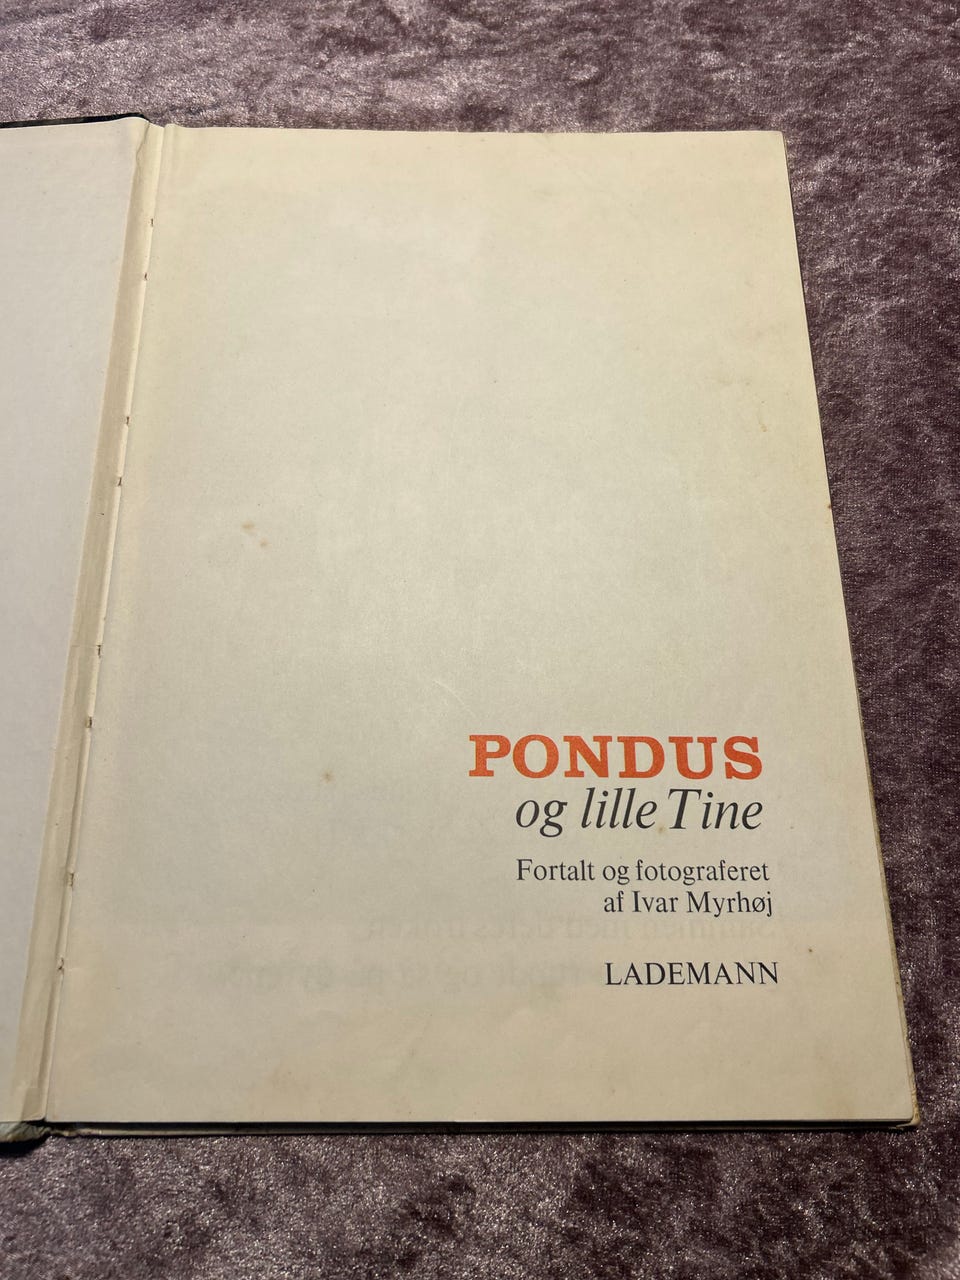 PONDUS
og lille Tine
Fortalt og fotograferet
af Ivar Myrhøj
LADEMANN